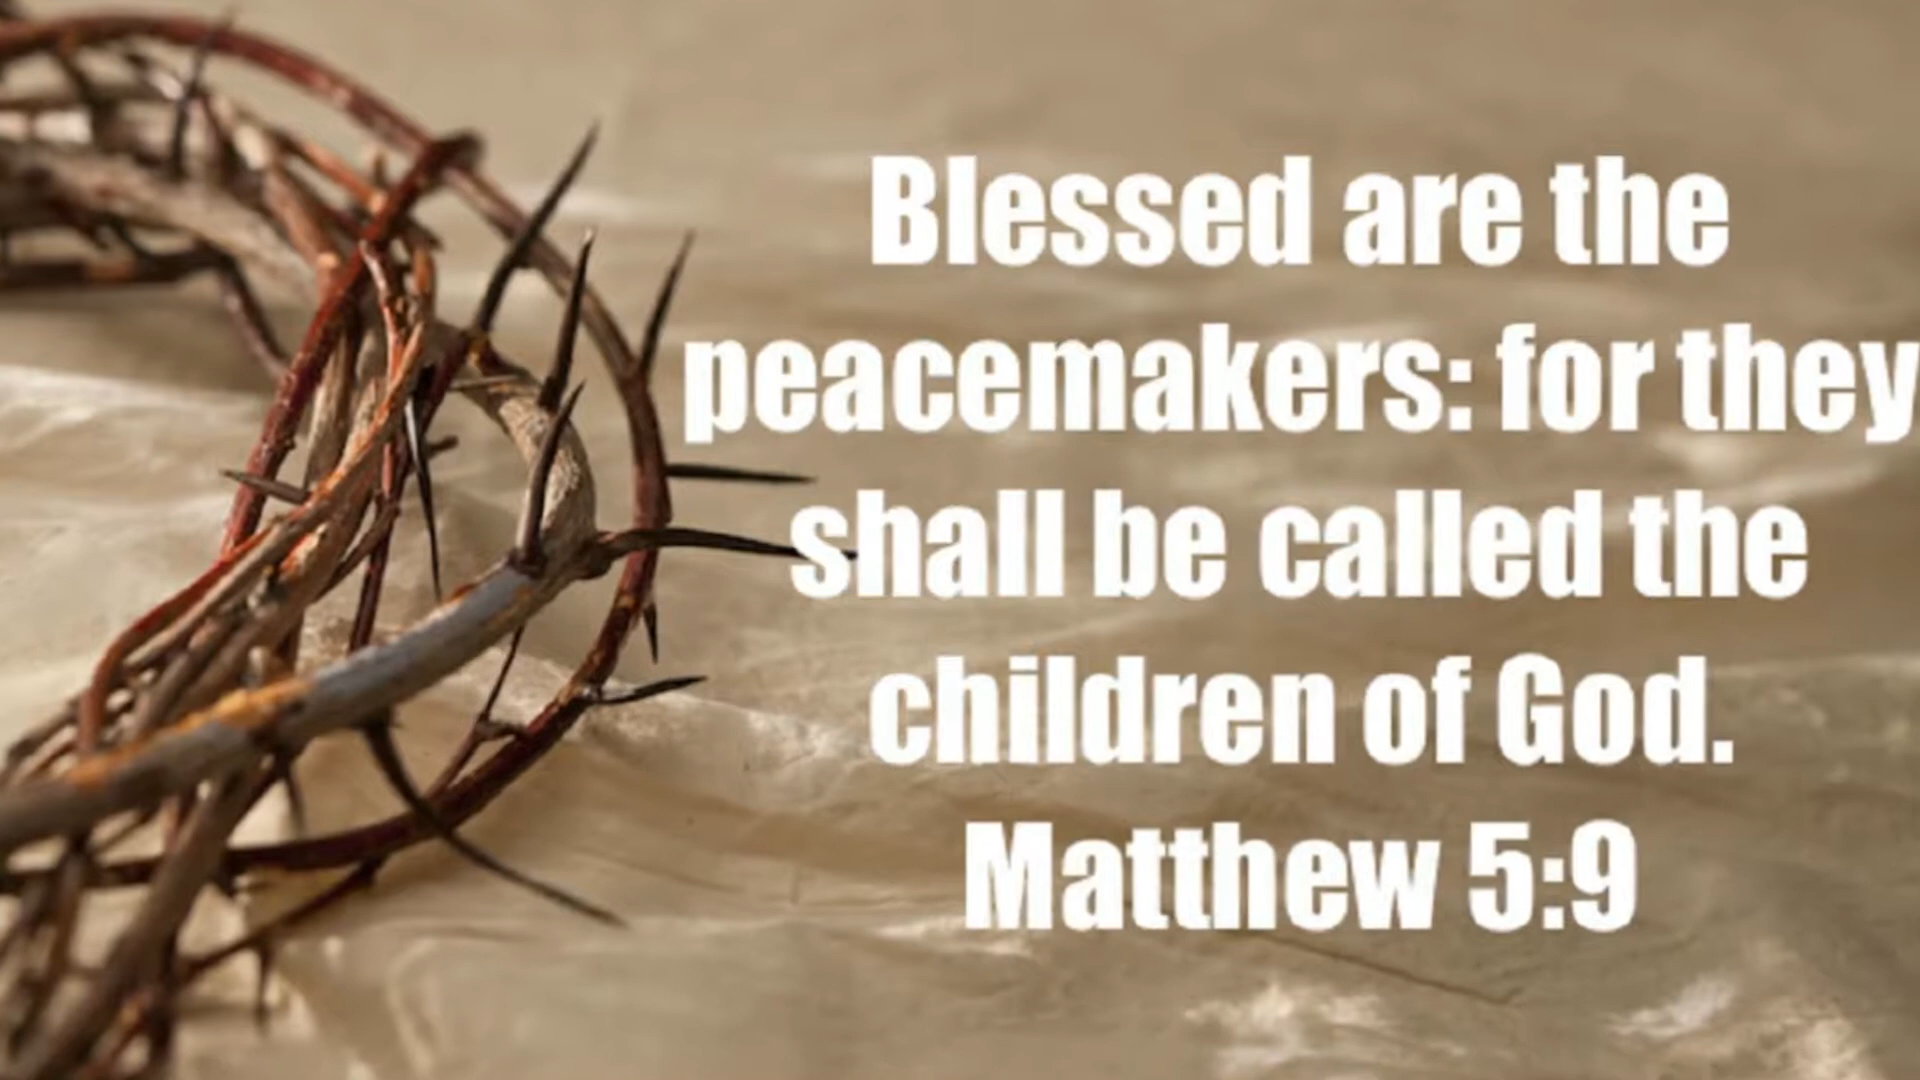 Blessed are the
peacemakers: for they
shall be called the
children of God.
Matthew 5:9